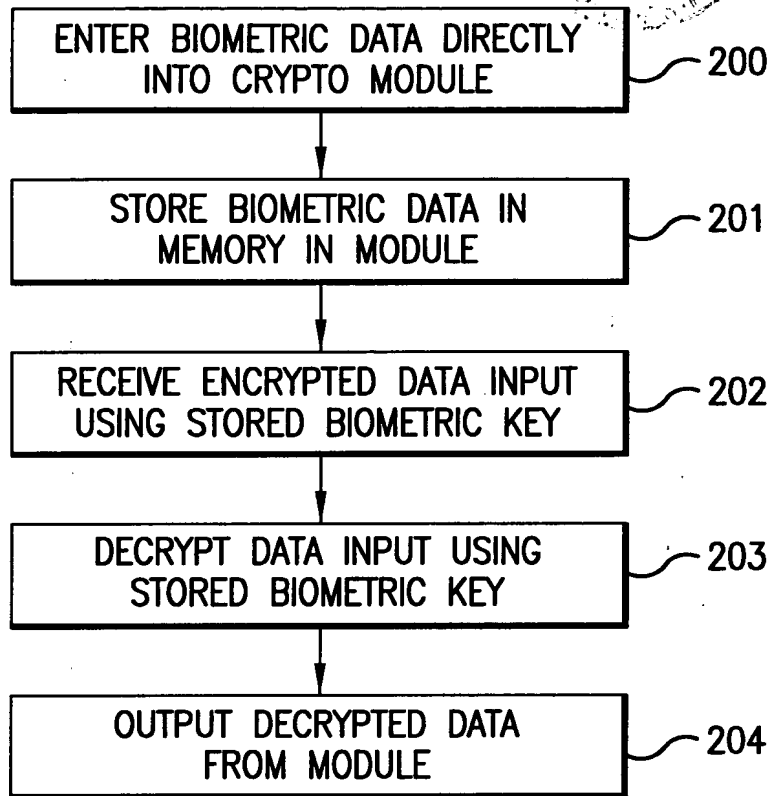 ENTER BIOMETRIC DATA DIRECTLY
INTO CRYPTO MODULE
200
STORE BIOMETRIC DATA IN
MEMORY IN MODULE
201
RECEIVE ENCRYPTED DATA INPUT
USING STORED BIOMETRIC KEY
202
DECRYPT DATA INPUT USING
STORED BIOMETRIC KEY
203
OUTPUT DECRYPTED DATA
FROM MODULE
204